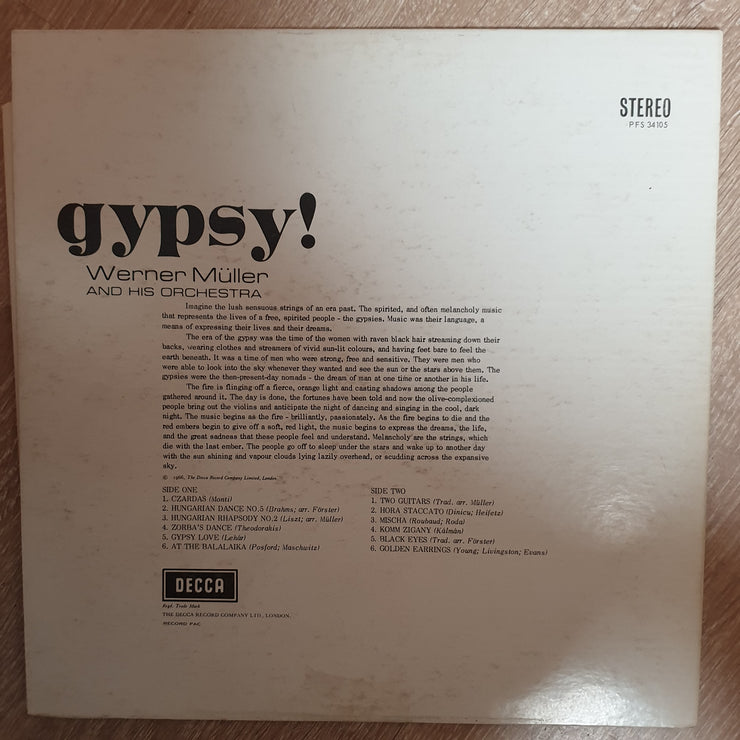 STEREO
PFS 34105
gypsy!
Werner Müller
AND HIS ORCHESTRA
Imagine the lush sensuous strings of an era past. The spirited, and often melancholy music
that represents the lives of a free, spirited people - the gypsies. Music was their language, a
means of expressing their lives and their dreams.
The era of the gypsy was the time of the women with raven black hair streaming down their
backs, wearing clothes and streamers of vivid sun-lit colours, and having feet bare to feel the
earth beneath. It was a time of men who were strong, free and sensitive. They were men who
were able to look into the sky whenever they wanted and see the sun or the stars above them. The
gypsies were the then-present-day nomads - the dream of man at one time or another in his life.
The fire is flinging off a fierce, orange light and casting shadows among the people
gathered around it. The day is done, the fortunes have been told and now the olive-complexioned
people bring out the violins and anticipate the night of dancing and singing in the cool, dark
night. The music begins as the fire - brilliantly, passionately. As the fire begins to die and the
red embers begin to give off a soft, red light, the music begins to express the dreams, the life,
and the great sadness that these people feel and understand. Melancholy are the strings, which
die with the last ember. The people go off to sleep under the stars and wake up to another day
with the sun shining and vapour clouds lying lazily overhead, or scudding across the expansive
sky.
© 1966, The Decca Record Company Limited, London.
SIDE ONE
1. CZARDAS (Monti)
2. HUNGARIAN DANCE NO.5 (Brahms; arr. Förster)
3. HUNGARIAN RHAPSODY NO.2 (Liszt; arr. Müller)
4. ZORBA'S DANCE (Theodorakis)
5. GYPSY LOVE (Lehár)
6. AT THE BALALAIKA (Posford; Maschwitz)
SIDE TWO
1. TWO GUITARS (Trad. arr. Müller)
2. HORA STACCATO (Dinicu; Heifetz)
3. MISCHA (Roubaud; Roda)
4. KOMM ZIGANY (Kálmán)
5. BLACK EYES (Trad. arr. Förster)
6. GOLDEN EARRINGS (Young; Livingston; Evans)
DECCA
Regd. Trade Mark
THE DECCA RECORD COMPANY LTD., LONDON.
RECORD PAC